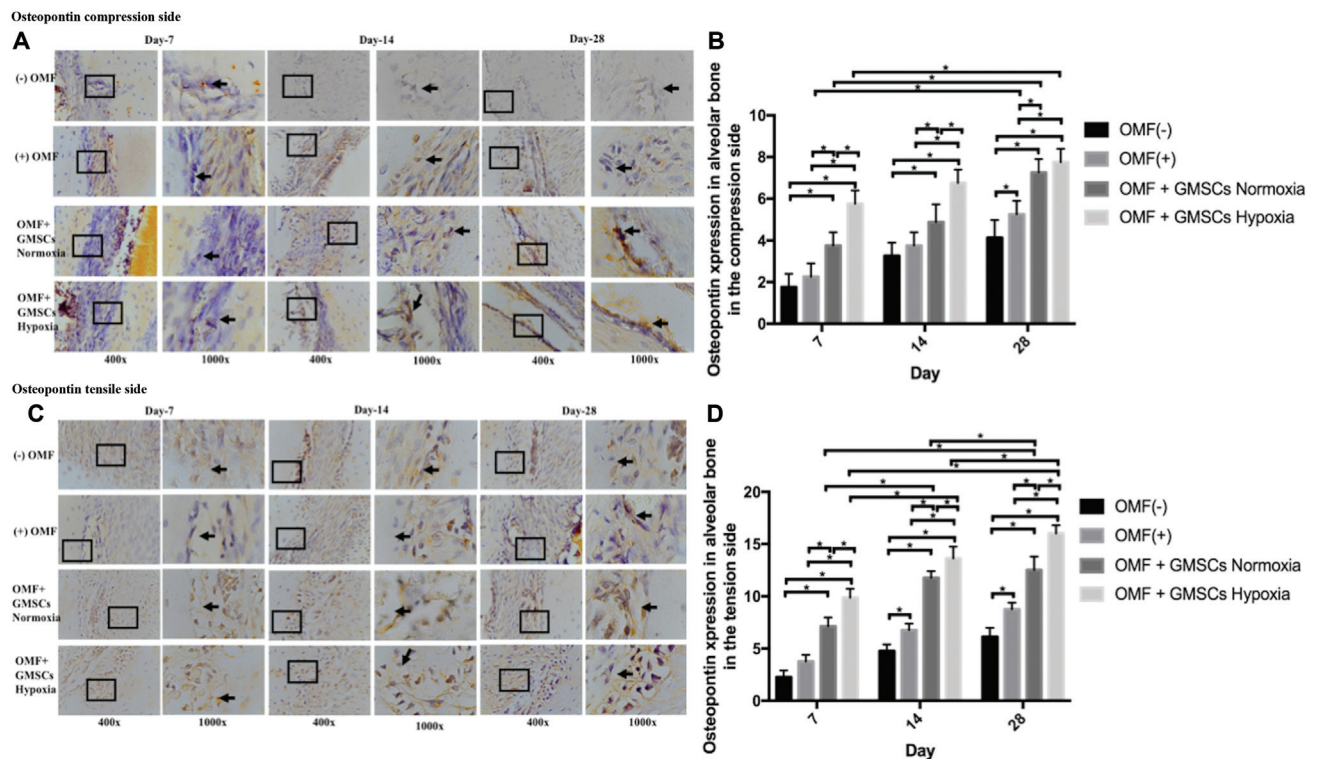 Osteopontin compression side
A
Day-7 Day-14 Day-28
(-) OMF
(+) OMF
OMF+
GMSCs
Normoxia
OMF+
GMSCs
Hypoxia
400x 1000x 400x 1000x 400x 1000x
B
Osteopontin xpression in alveolar bone
in the compression side
10
8
6
4
2
0
* * *
* *
* * *
* *
* * *
* *
* * *
* *
*
7 14 28
Day
OMF(-)
OMF(+)
OMF + GMSCs Normoxia
OMF + GMSCs Hypoxia
Osteopontin tensile side
C
Day-7 Day-14 Day-28
(-) OMF
(+) OMF
OMF+
GMSCs
Normoxia
OMF+
GMSCs
Hypoxia
400x 1000x 400x 1000x 400x 1000x
D
Osteopontin xpression in alveolar bone
in the tension side
20
15
10
5
0
* * *
* * *
* * *
* * *
* * *
* * *
* * *
* * *
7 14 28
Day
OMF(-)
OMF(+)
OMF + GMSCs Normoxia
OMF + GMSCs Hypoxia